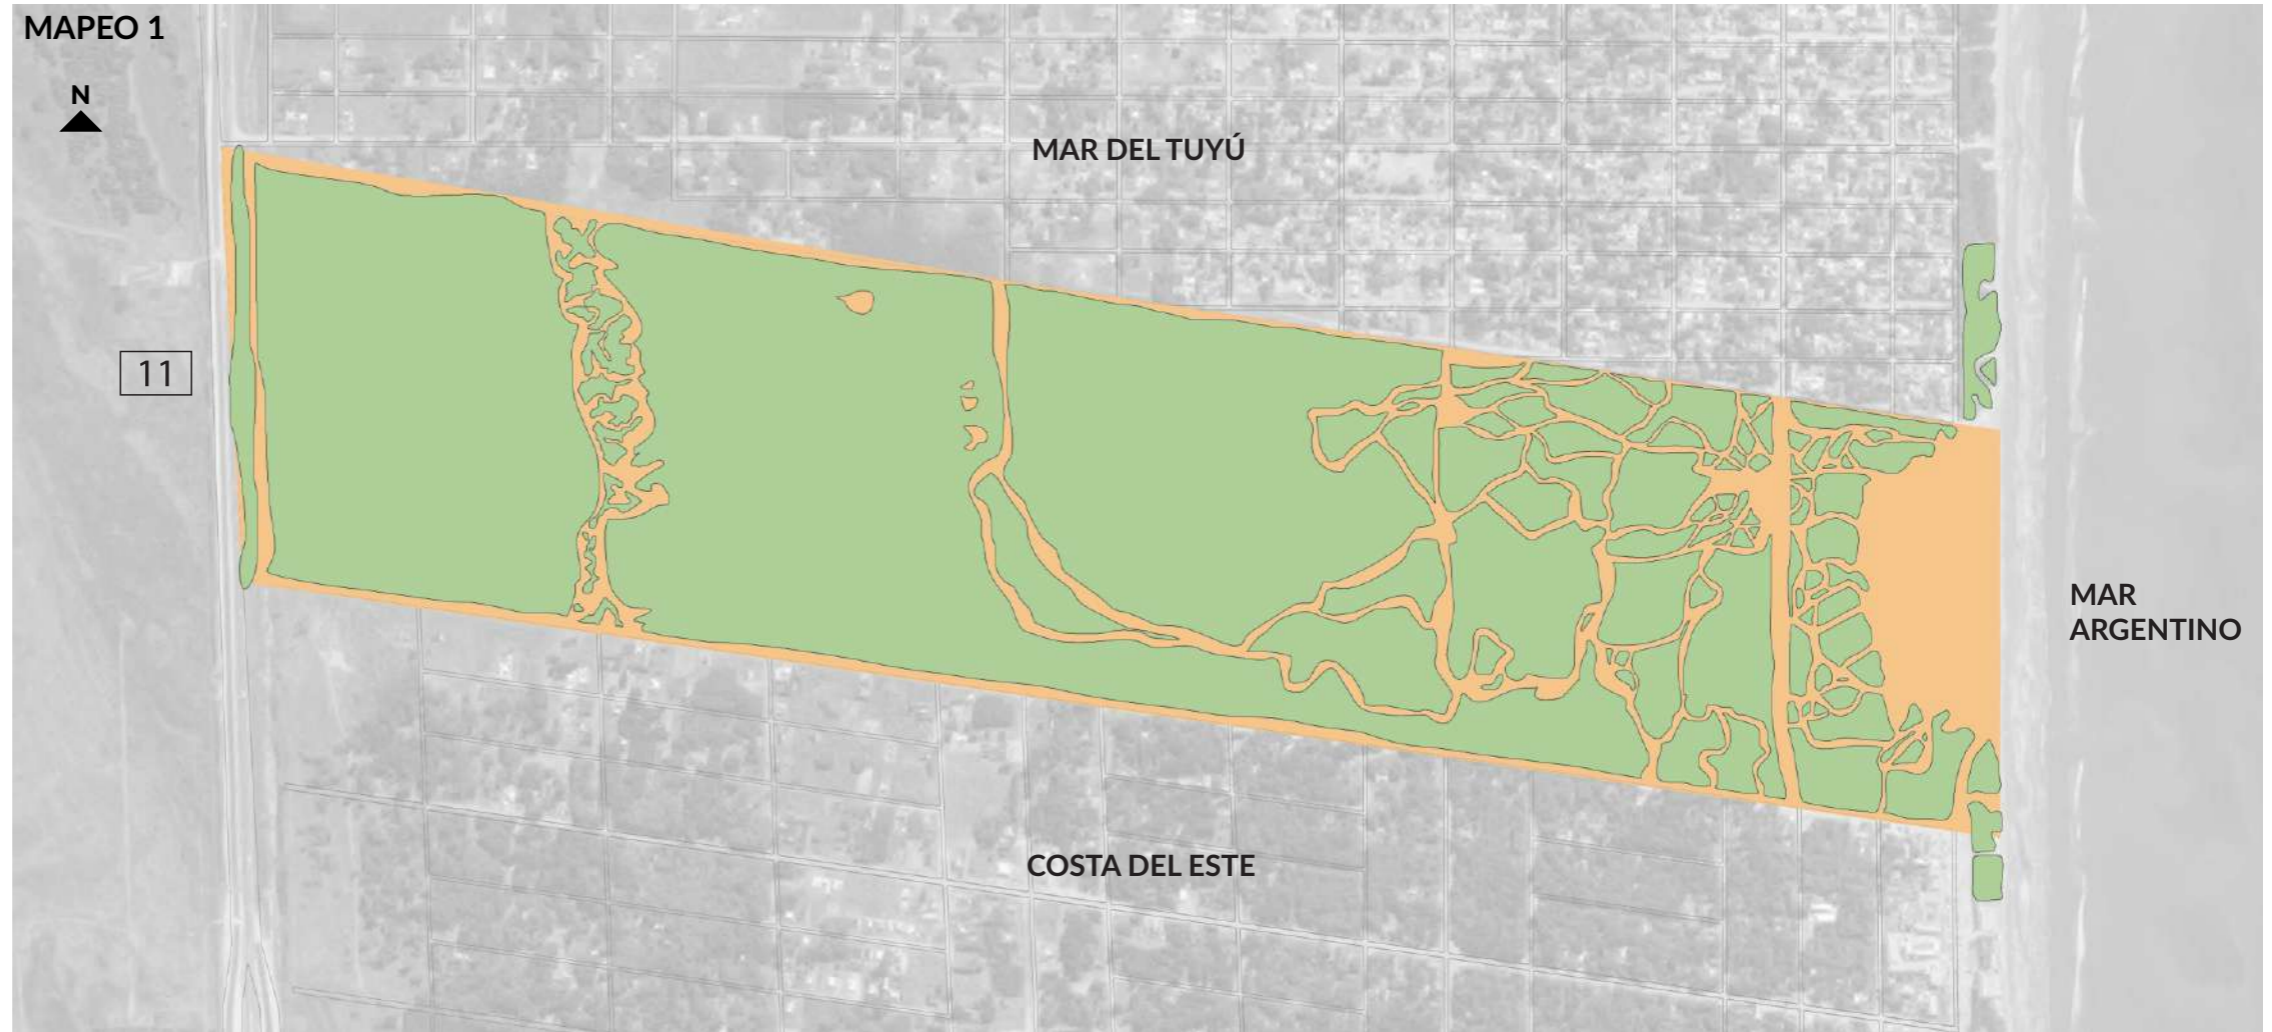 MAPEO 1
N
MAR DEL TUYÚ
11
MAR
ARGENTINO
COSTA DEL ESTE